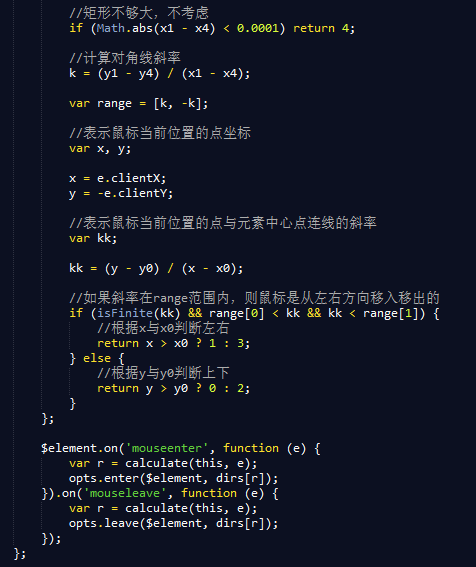 //矩形不够大，不考虑
if (Math.abs(x1 - x4) < 0.0001) return 4;
//计算对角线斜率
k = (y1 - y4) / (x1 - x4);
var range = [k, -k];
//表示鼠标当前位置的点坐标
var x, y;
x = e.clientX;
y = -e.clientY;
//表示鼠标当前位置的点与元素中心点连线的斜率
var kk;
kk = (y - y0) / (x - x0);
//如果斜率在range范围内，则鼠标是从左右方向移入移出的
if (isFinite(kk) && range[0] < kk && kk < range[1]) {
//根据x与x0判断左右
return x > x0 ? 1 : 3;
} else {
//根据y与y0判断上下
return y > y0 ? 0 : 2;
}
};
$element.on('mouseenter', function (e) {
var r = calculate(this, e);
opts.enter($element, dirs[r]);
}).on('mouseleave', function (e) {
var r = calculate(this, e);
opts.leave($element, dirs[r]);
});
};